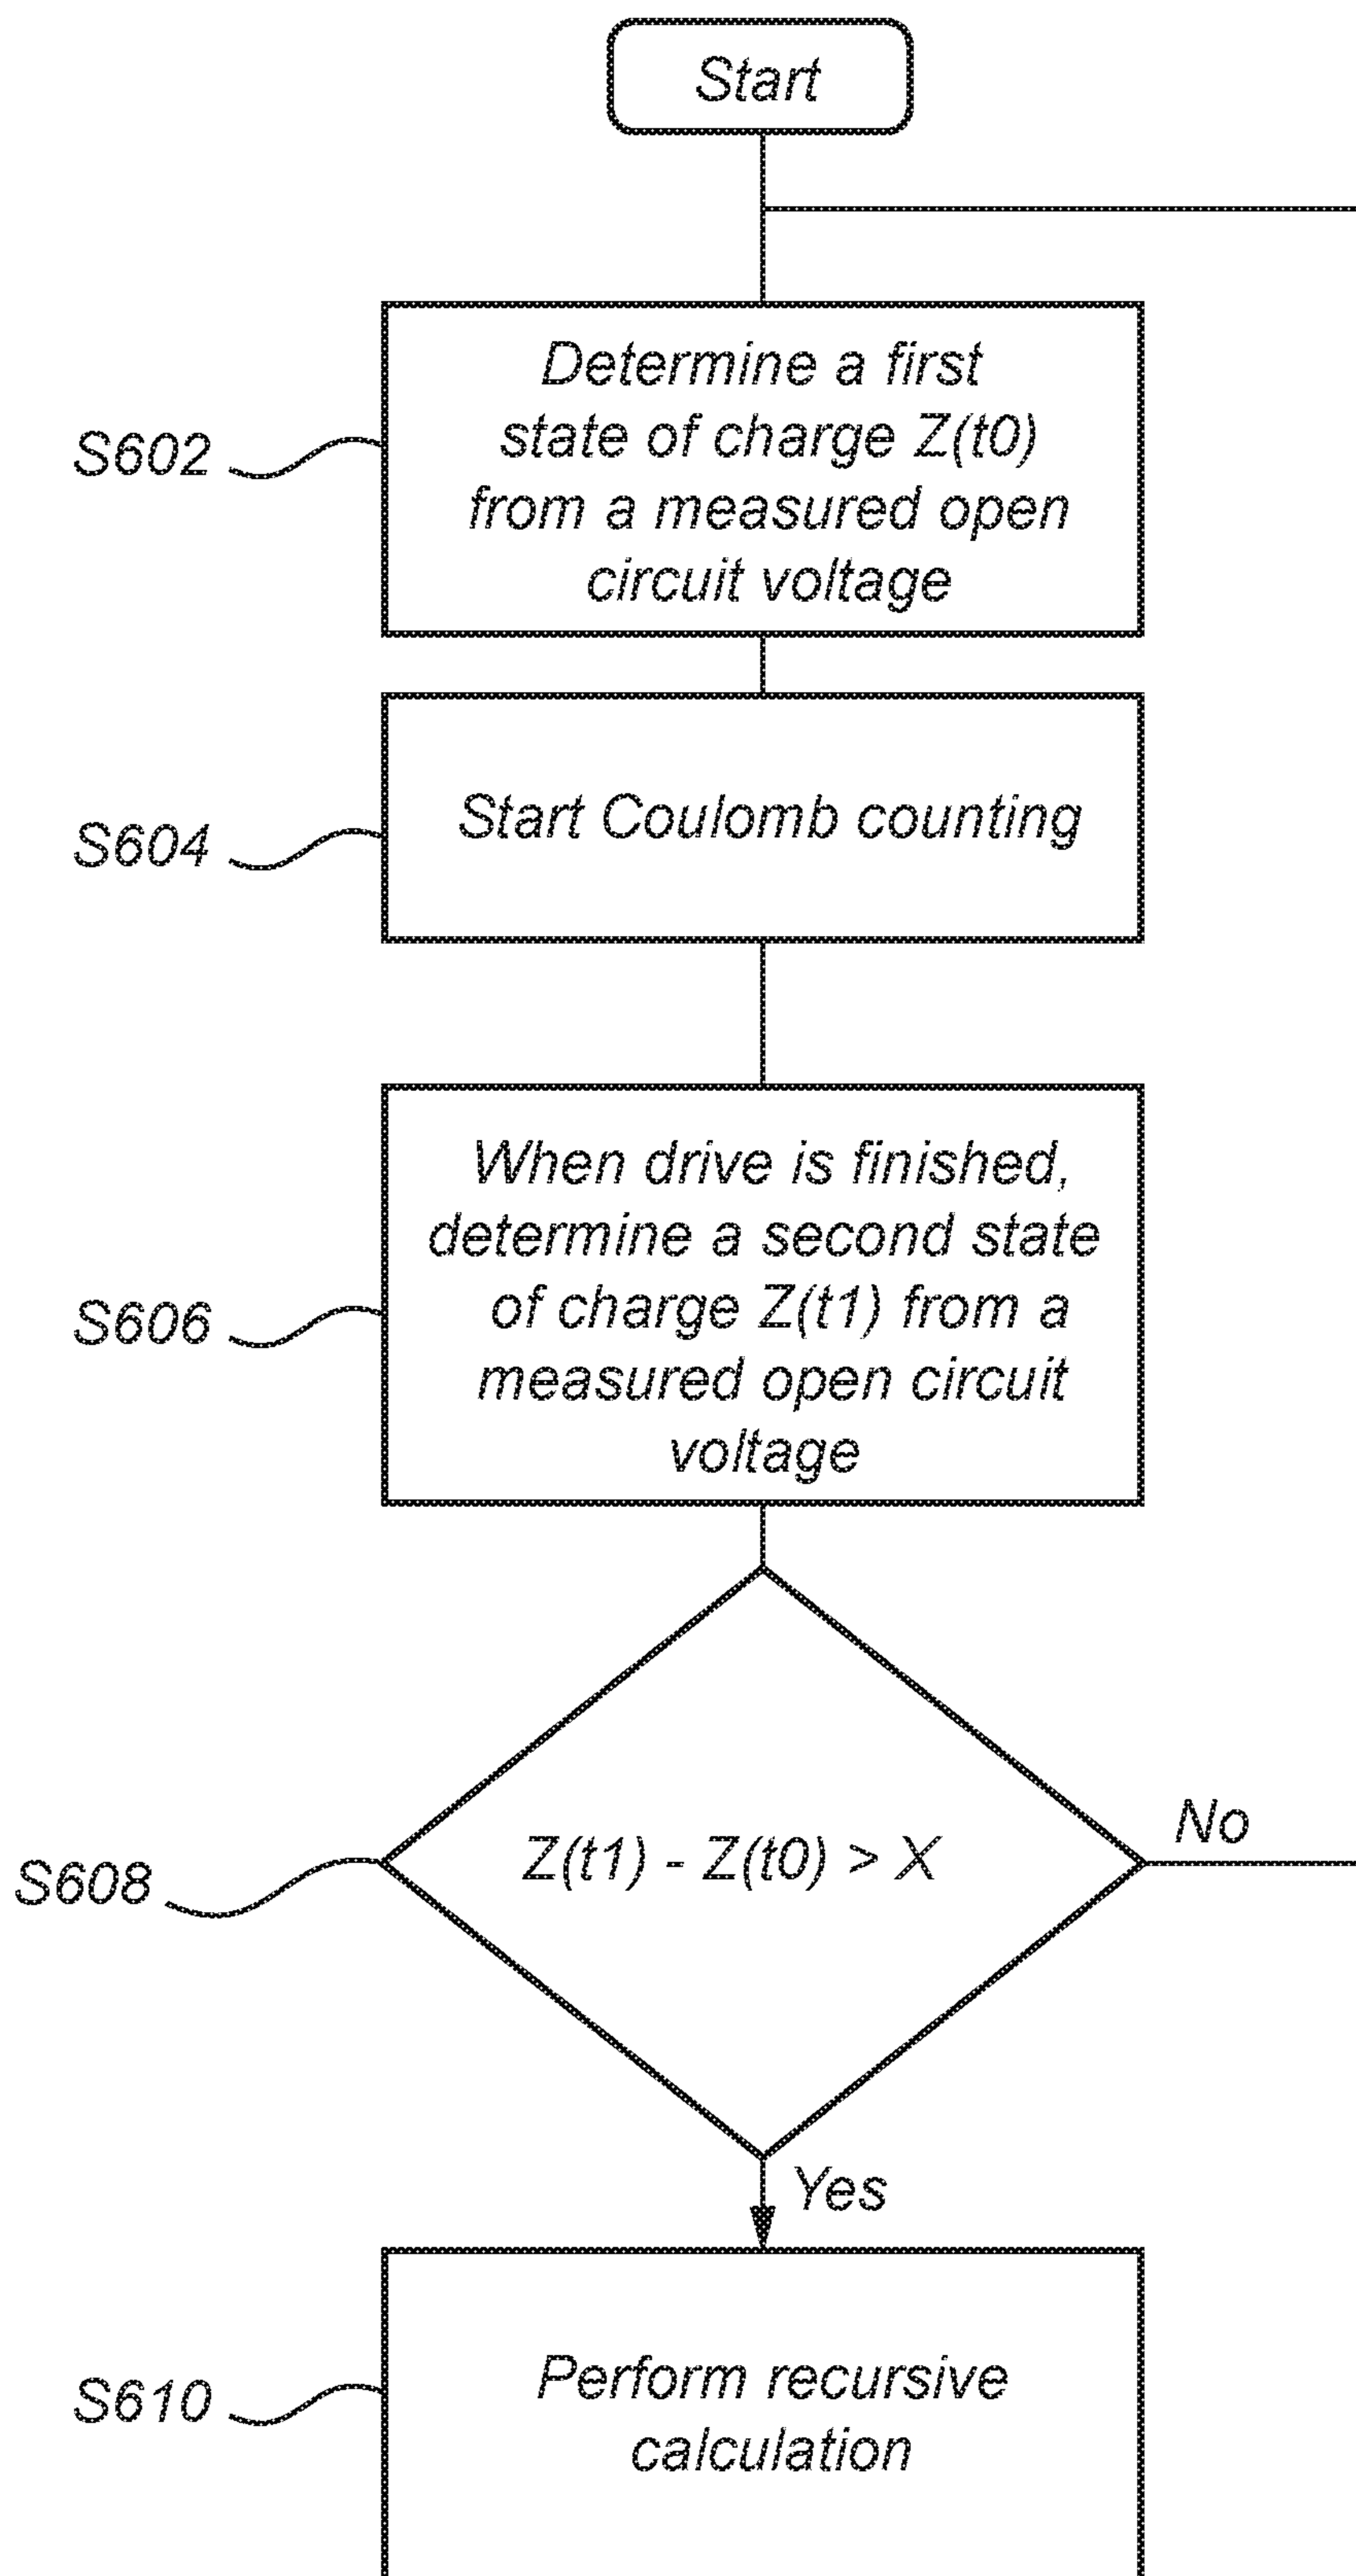 Start
Determine a first
state of charge Z(t0)
from a measured open
circuit voltage
S602
Start Coulomb counting
S604
When drive is finished,
determine a second state
of charge Z(t1) from a
measured open circuit
voltage
S606
Z(t1) - Z(t0) > X
No
S608
Yes
Perform recursive
calculation
S610